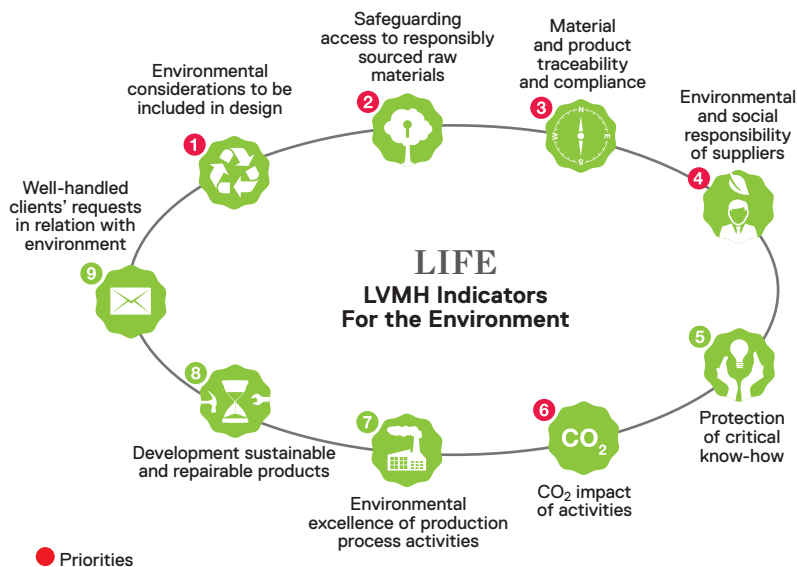 1
Environmental
considerations to be
included in design
2
Safeguarding
access to responsibly
sourced raw
materials
3
Material
and product
traceability
and compliance
N
E
S
W
4
Environmental
and social
responsibility
of suppliers
5
Protection
of critical
know-how
6
CO₂
CO₂ impact
of activities
7
Environmental
excellence of production
process activities
8
Development sustainable
and repairable products
9
Well-handled
clients’ requests
in relation with
environment
LIFE
LVMH Indicators
For the Environment
Priorities